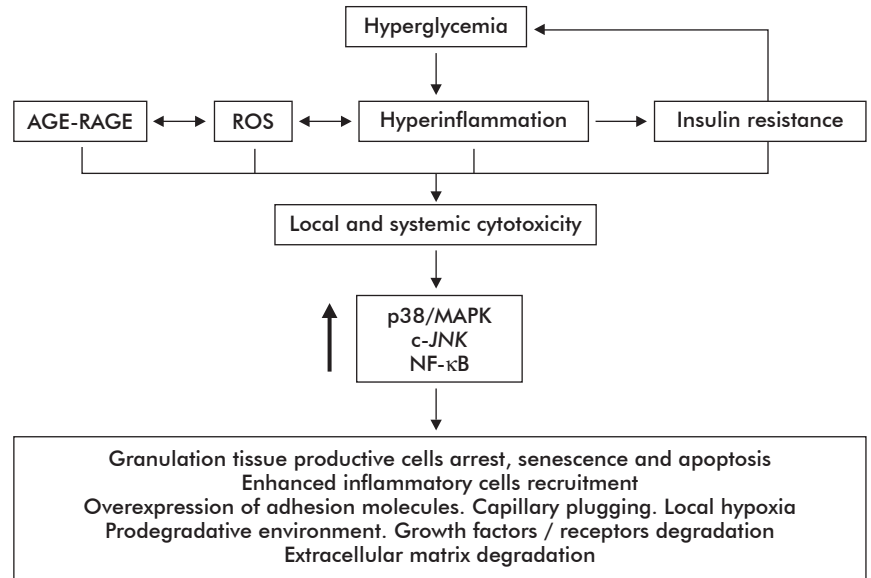 Hyperglycemia
AGE-RAGE
ROS
Hyperinflammation
Insulin resistance
Local and systemic cytotoxicity
p38/MAPK
c-JNK
NF-κB
Granulation tissue productive cells arrest, senescence and apoptosis
Enhanced inflammatory cells recruitment
Overexpression of adhesion molecules. Capillary plugging. Local hypoxia
Prodegradative environment. Growth factors / receptors degradation
Extracellular matrix degradation